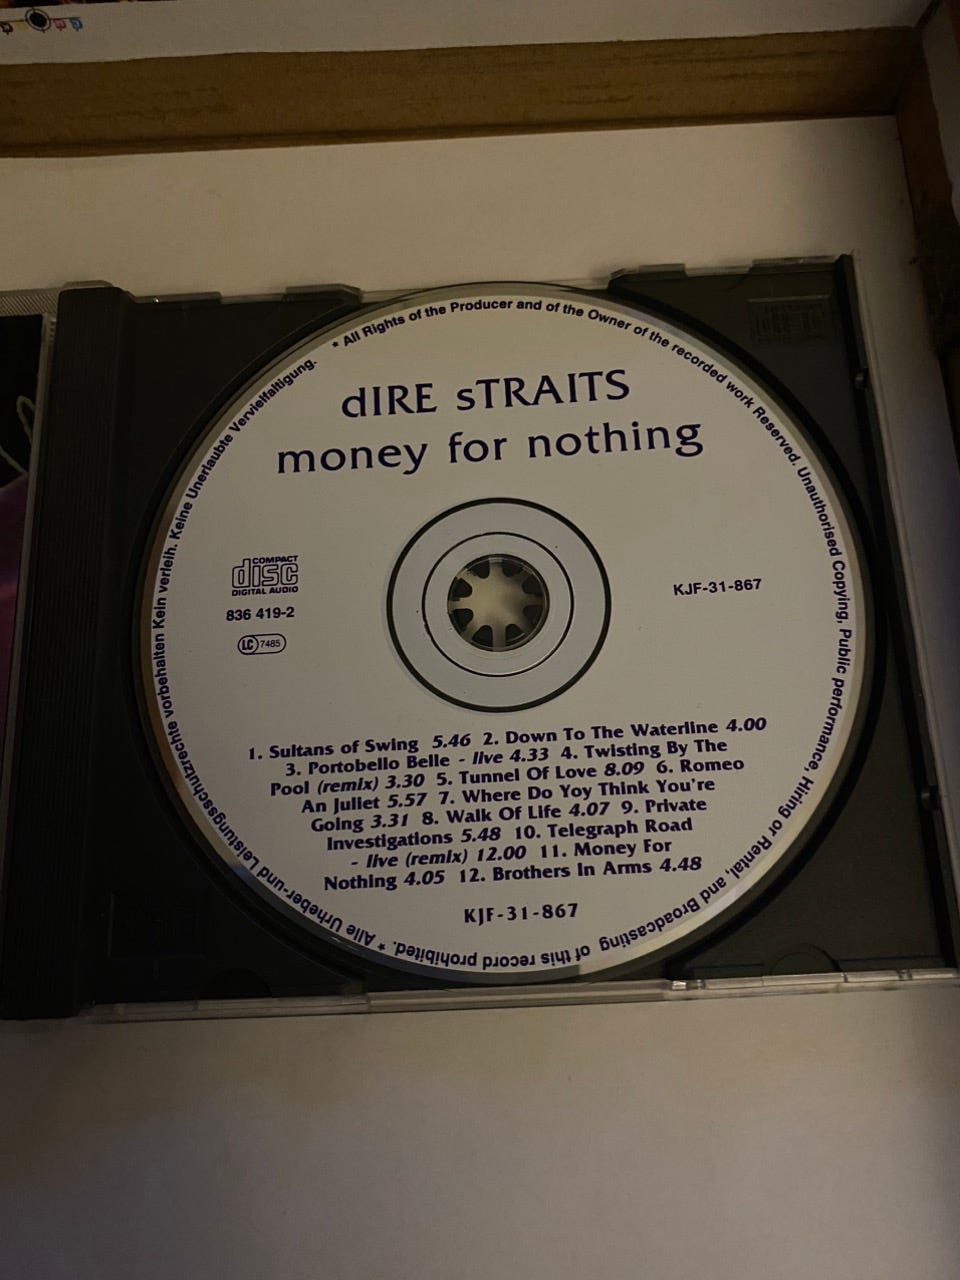 * All Rights of the Producer and of the Owner of the recorded work Reserved. Unauthorised Copying, Public performance, Hiring or Rental, and Broadcasting of this record prohibited. * Alle Urheber-und Leistungsschutzrechte vorbehalten Kein verleih. Keine Unerlaubte Vervielfaltigung.
dIRE sTRAITS
money for nothing
COMPACT
disc
DIGITAL AUDIO
836 419-2
LC 7485
KJF-31-867
1. Sultans of Swing 5.46 2. Down To The Waterline 4.00
3. Portobello Belle - live 4.33 4. Twisting By The
Pool (remix) 3.30 5. Tunnel Of Love 8.09 6. Romeo
An Juliet 5.57 7. Where Do Yoy Think You're
Going 3.31 8. Walk Of Life 4.07 9. Private
Investigations 5.48 10. Telegraph Road
- live (remix) 12.00 11. Money For
Nothing 4.05 12. Brothers In Arms 4.48
KJF-31-867